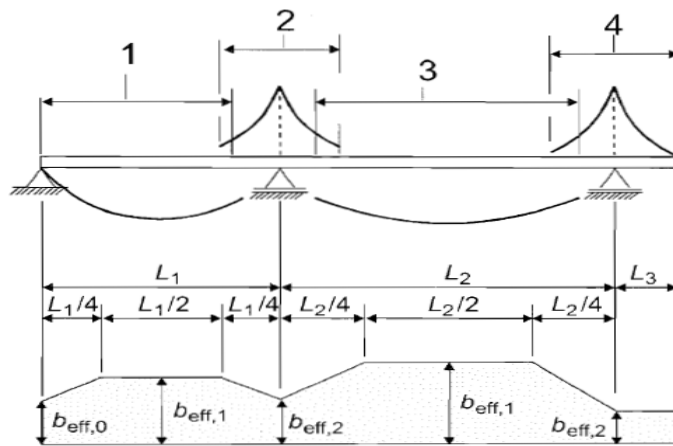 2
4
1
3
L1
L2
L3
L1/4
L1/2
L1/4
L2/4
L2/2
L2/4
beff,0
beff,1
beff,2
beff,1
beff,2